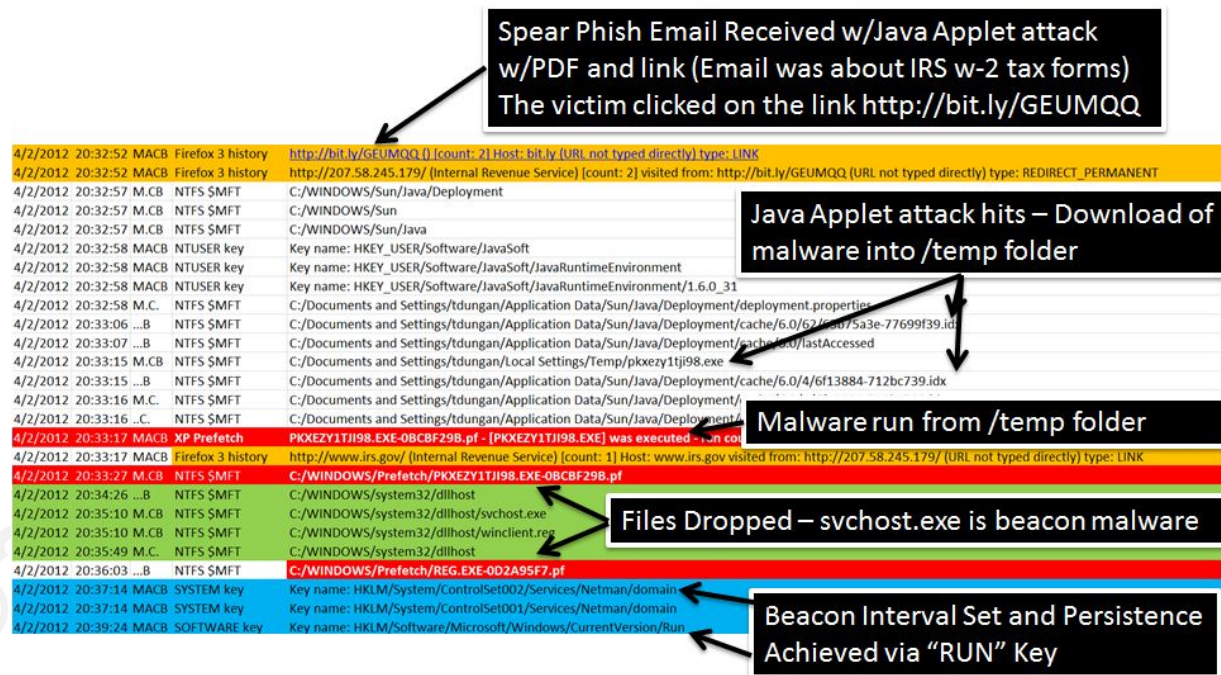 Spear Phish Email Received w/Java Applet attack
w/PDF and link (Email was about IRS w-2 tax forms)
The victim clicked on the link http://bit.ly/GEUMQQ
4/2/2012 20:32:52 MACB Firefox 3 history http://bit.ly/GEUMQQ () [count: 2] Host: bit.ly (URL not typed directly) type: LINK
4/2/2012 20:32:52 MACB Firefox 3 history http://207.58.245.179/ (Internal Revenue Service) [count: 2] visited from: http://bit.ly/GEUMQQ (URL not typed directly) type: REDIRECT_PERMANENT
4/2/2012 20:32:57 M.CB NTFS $MFT C:/WINDOWS/Sun/Java/Deployment
4/2/2012 20:32:57 M.CB NTFS $MFT C:/WINDOWS/Sun
4/2/2012 20:32:57 M.CB NTFS $MFT C:/WINDOWS/Sun/Java
Java Applet attack hits – Download of
malware into /temp folder
4/2/2012 20:32:58 MACB NTUSER key Key name: HKEY_USER/Software/JavaSoft
4/2/2012 20:32:58 MACB NTUSER key Key name: HKEY_USER/Software/JavaSoft/JavaRuntimeEnvironment
4/2/2012 20:32:58 MACB NTUSER key Key name: HKEY_USER/Software/JavaSoft/JavaRuntimeEnvironment/1.6.0_31
4/2/2012 20:32:58 M.C. NTFS $MFT C:/Documents and Settings/tdungan/Application Data/Sun/Java/Deployment/deployment.properties
4/2/2012 20:33:06 ...B NTFS $MFT C:/Documents and Settings/tdungan/Application
4/2/2012 20:33:07 ...B NTFS $MFT C:/Documents and Settings/tdungan/Application Data/Sun/Java/Deployment/cache/6.0/lastAccessed
4/2/2012 20:33:15 M.CB NTFS $MFT C:/Documents and Settings/tdungan/Local Settings/Temp/pkxezy1tji98.exe
4/2/2012 20:33:15 ...B NTFS $MFT C:/Documents and Settings/tdungan/Application Data/Sun/Java/Deployment/cache/6.0/4/6f13884-712bc739.idx
4/2/2012 20:33:16 M.C. NTFS $MFT C:/Documents and Settings/tdungan/Application Data/Sun/Java/Deployment/
4/2/2012 20:33:16 ..C. NTFS $MFT C:/Documents and Settings/tdungan/Application Data/Sun/Java/Deployment/
Malware run from /temp folder
4/2/2012 20:33:17 MACB XP Prefetch PKXEZY1TJI98.EXE-0BCBF29B.pf - [PKXEZY1TJI98.EXE] was executed - run cou
4/2/2012 20:33:17 MACB Firefox 3 history http://www.irs.gov/ (Internal Revenue Service) [count: 1] Host: www.irs.gov visited from: http://207.58.245.179/ (URL not typed directly) type: LINK
4/2/2012 20:33:27 M.CB NTFS $MFT C:/WINDOWS/Prefetch/PKXEZY1TJI98.EXE-0BCBF29B.pf
4/2/2012 20:34:26 ...B NTFS $MFT C:/WINDOWS/system32/dllhost
4/2/2012 20:35:10 M.CB NTFS $MFT C:/WINDOWS/system32/dllhost/svchost.exe
Files Dropped – svchost.exe is beacon malware
4/2/2012 20:35:10 M.CB NTFS $MFT C:/WINDOWS/system32/dllhost/winclient.reg
4/2/2012 20:35:49 M.C. NTFS $MFT C:/WINDOWS/system32/dllhost
4/2/2012 20:36:03 ...B NTFS $MFT C:/WINDOWS/Prefetch/REG.EXE-0D2A95F7.pf
4/2/2012 20:37:14 MACB SYSTEM key Key name: HKLM/System/ControlSet002/Services/Netman/domain
4/2/2012 20:37:14 MACB SYSTEM key Key name: HKLM/System/ControlSet001/Services/Netman/domain
4/2/2012 20:39:24 MACB SOFTWARE key Key name: HKLM/Software/Microsoft/Windows/CurrentVersion/Run
Beacon Interval Set and Persistence
Achieved via “RUN” Key